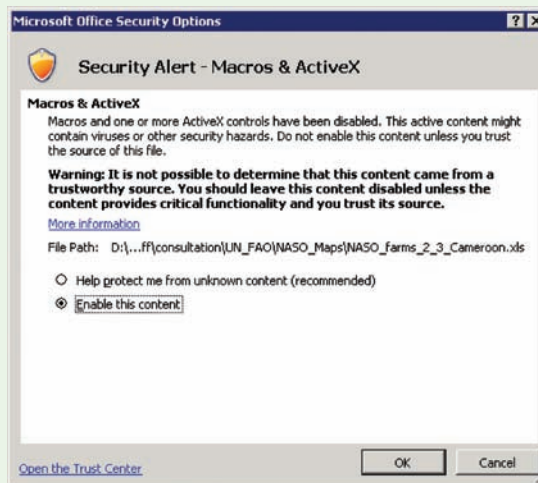 Microsoft Office Security Options
Security Alert - Macros & ActiveX
Macros & ActiveX
Macros and one or more ActiveX controls have been disabled. This active content might
contain viruses or other security hazards. Do not enable this content unless you trust
the source of this file.
Warning: It is not possible to determine that this content came from a
trustworthy source. You should leave this content disabled unless the
content provides critical functionality and you trust its source.
More information
File Path: D:\...ff\consultation\UN_FAO\NASO_Maps\NASO_farms_2_3_Cameroon.xls
Help protect me from unknown content (recommended)
Enable this content
Open the Trust Center
OK
Cancel